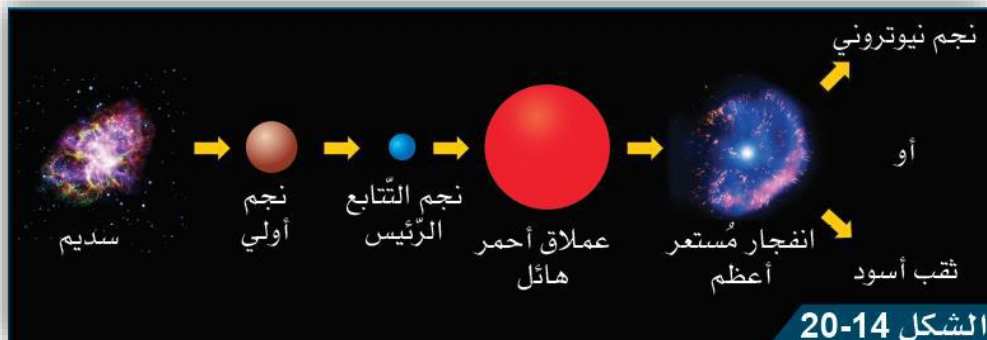 سديم
نجم
أولي
نجم التّتابع
الرّئيس
عملاق أحمر
هائل
انفجار مُستعر
أعظم
نجم نيوتروني
أو
ثقب أسود
الشكل 14-20